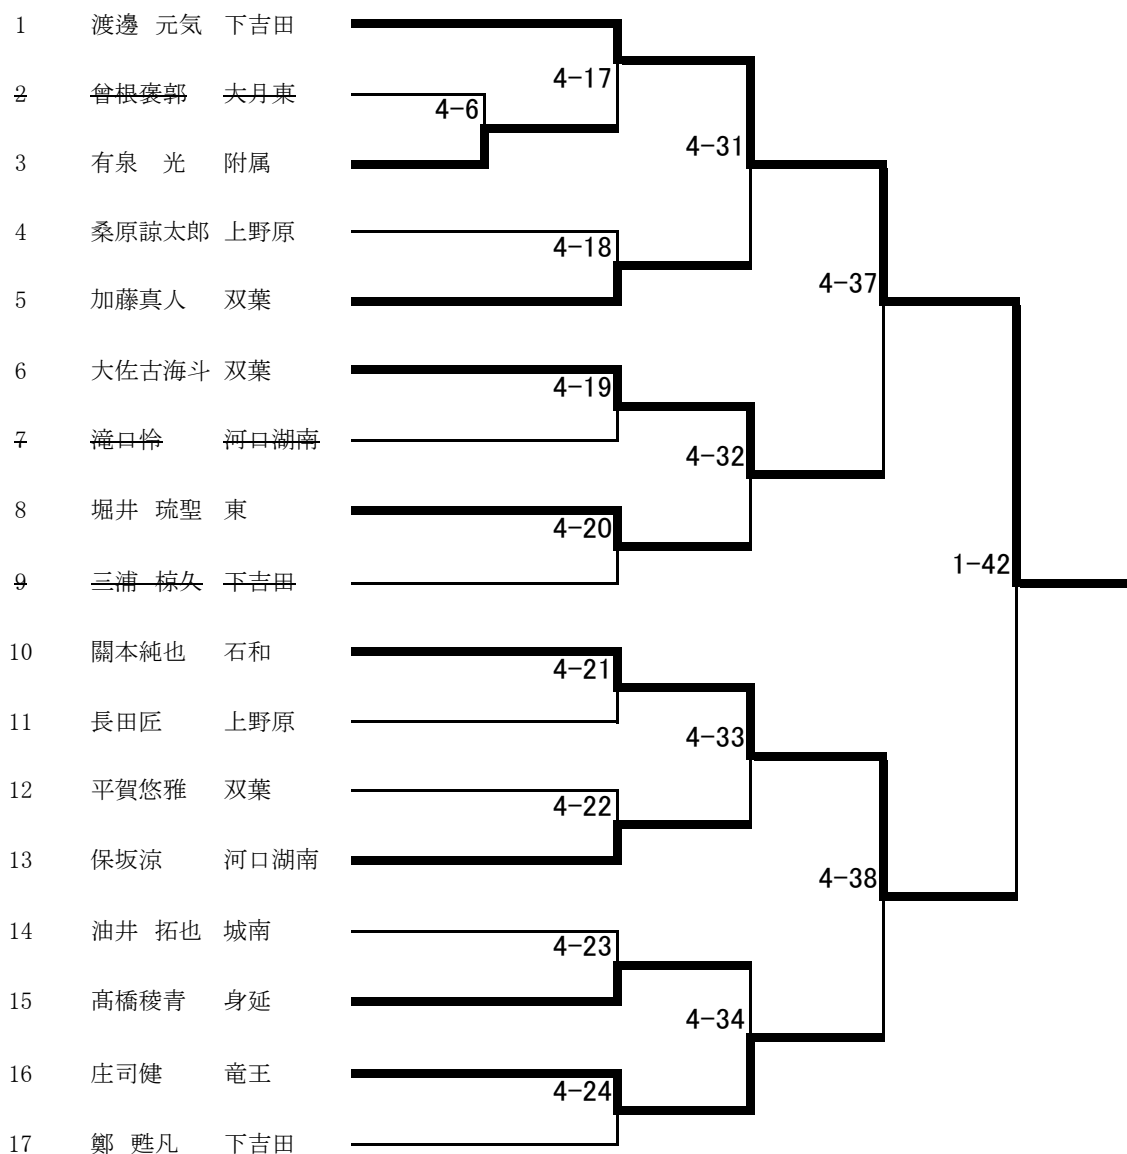 1 渡邊 元気 下吉田
4-17
2 曾根褒郭 大月東
4-6
3 有泉 光 附属
4-31
4 桑原諒太郎 上野原
4-18
5 加藤真人 双葉
4-37
6 大佐古海斗 双葉
4-19
7 滝口怜 河口湖南
4-32
8 堀井 琉聖 東
4-20
1-42
9 三浦 椋久 下吉田
10 關本純也 石和
4-21
11 長田匠 上野原
4-33
12 平賀悠雅 双葉
4-22
13 保坂涼 河口湖南
4-38
14 油井 拓也 城南
4-23
15 髙橋稜青 身延
4-34
16 庄司健 竜王
4-24
17 鄭 甦凡 下吉田